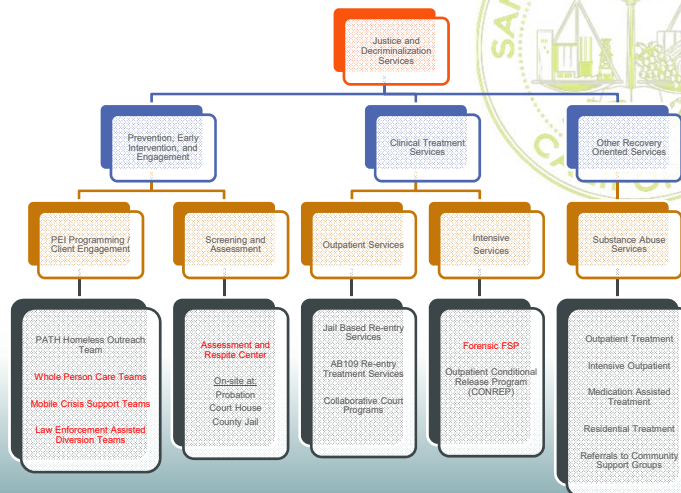 SAN
CALIFO
Justice and
Decriminalization
Services
Prevention, Early
Intervention, and
Engagement
Clinical Treatment
Services
Other Recovery
Oriented Services
PEI Programming /
Client Engagement
Screening and
Assessment
Outpatient Services
Intensive
Services
Substance Abuse
Services
PATH Homeless Outreach
Team
Whole Person Care Teams
Mobile Crisis Support Teams
Law Enforcement Assisted
Diversion Teams
Assessment and
Respite Center
On-site at:
Probation
Court House
County Jail
Jail Based Re-entry
Services
AB109 Re-entry
Treatment Services
Collaborative Court
Programs
Forensic FSP
Outpatient Conditional
Release Program
(CONREP)
Outpatient Treatment
Intensive Outpatient
Medication Assisted
Treatment
Residential Treatment
Referrals to Community
Support Groups